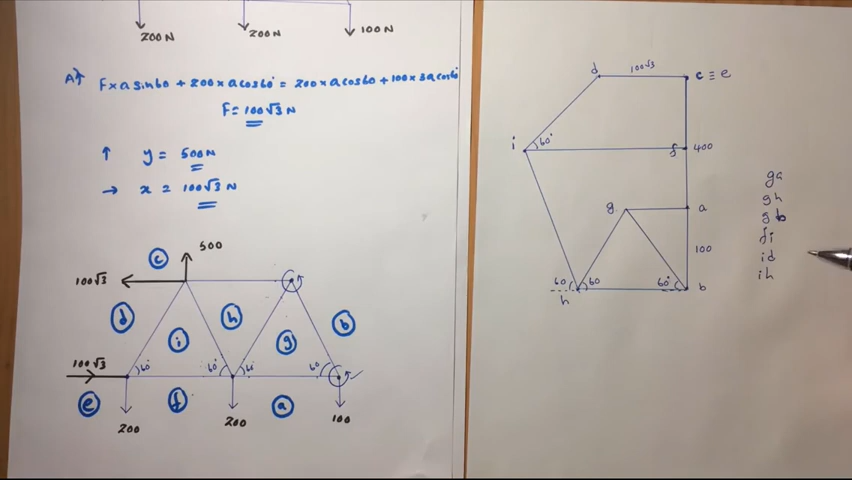 200 N
200 N
100 N
A↑ F × a sin60 + 200 × a cos60° = 200 × a cos60 + 100 × 3a cos60°
F = 100√3 N
↑ y = 500 N
→ x = 100√3 N
c
500
100√3
d
i
h
g
b
100√3
60°
60°
60°
60
e
f
a
200
200
100
d
100√3
c ≡ e
i
60°
f
400
g
a
100
60
60
60°
h
b
ga
gh
gb
fi
id
ih